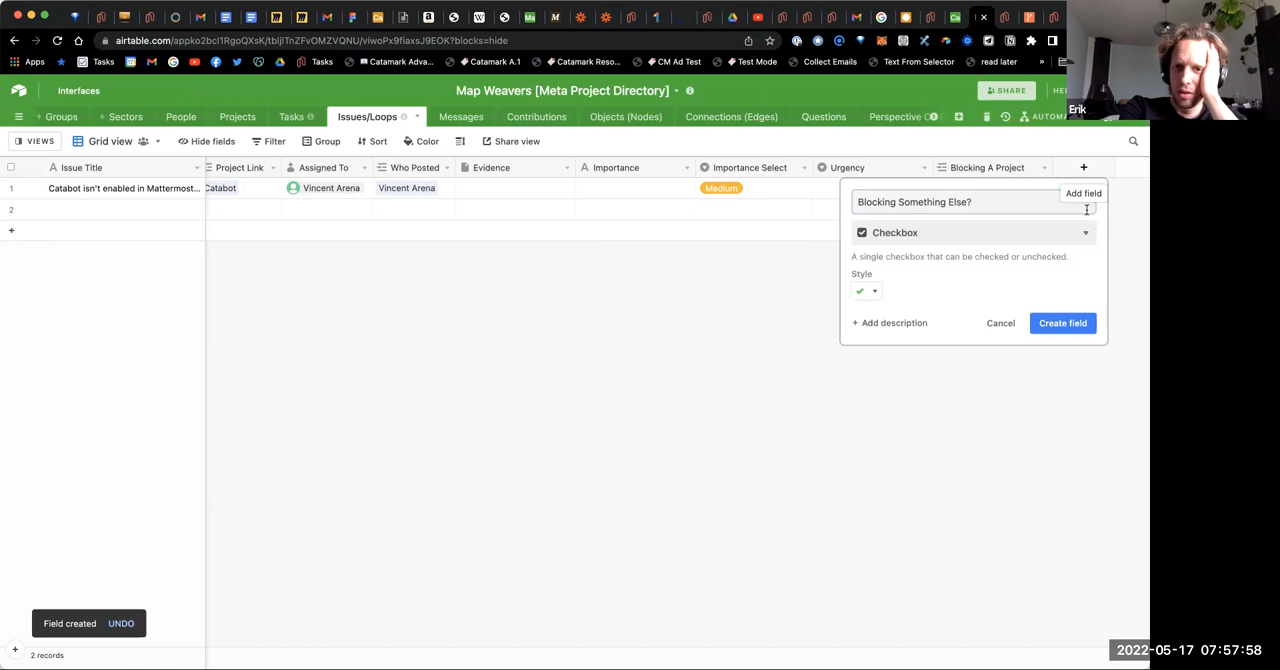 airtable.com/appko2bcl1RgoQXsK/tbljlTnZFvOMZVQNU/viwoPx9fiaxsJ9EOK?blocks=hide
Apps
Tasks
Tasks
Catamark Adva...
Catamark A.1
Catamark Reso...
CM Ad Test
Test Mode
Collect Emails
Text From Selector
read later
»
Erik
Interfaces
Map Weavers [Meta Project Directory]
SHARE
Groups
Sectors
People
Projects
Tasks
Issues/Loops
Messages
Contributions
Objects (Nodes)
Connections (Edges)
Questions
Perspective
AUTOMA
VIEWS
Grid view
Hide fields
Filter
Group
Sort
Color
Share view
Issue Title
Project Link
Assigned To
Who Posted
Evidence
Importance
Importance Select
Urgency
Blocking A Project
+
1
Catabot isn't enabled in Mattermost...
Catabot
Vincent Arena
Vincent Arena
Medium
2
+
Add field
Blocking Something Else?
Checkbox
A single checkbox that can be checked or unchecked.
Style
+ Add description
Cancel
Create field
Field created
UNDO
+
2 records
2022-05-17 07:57:58